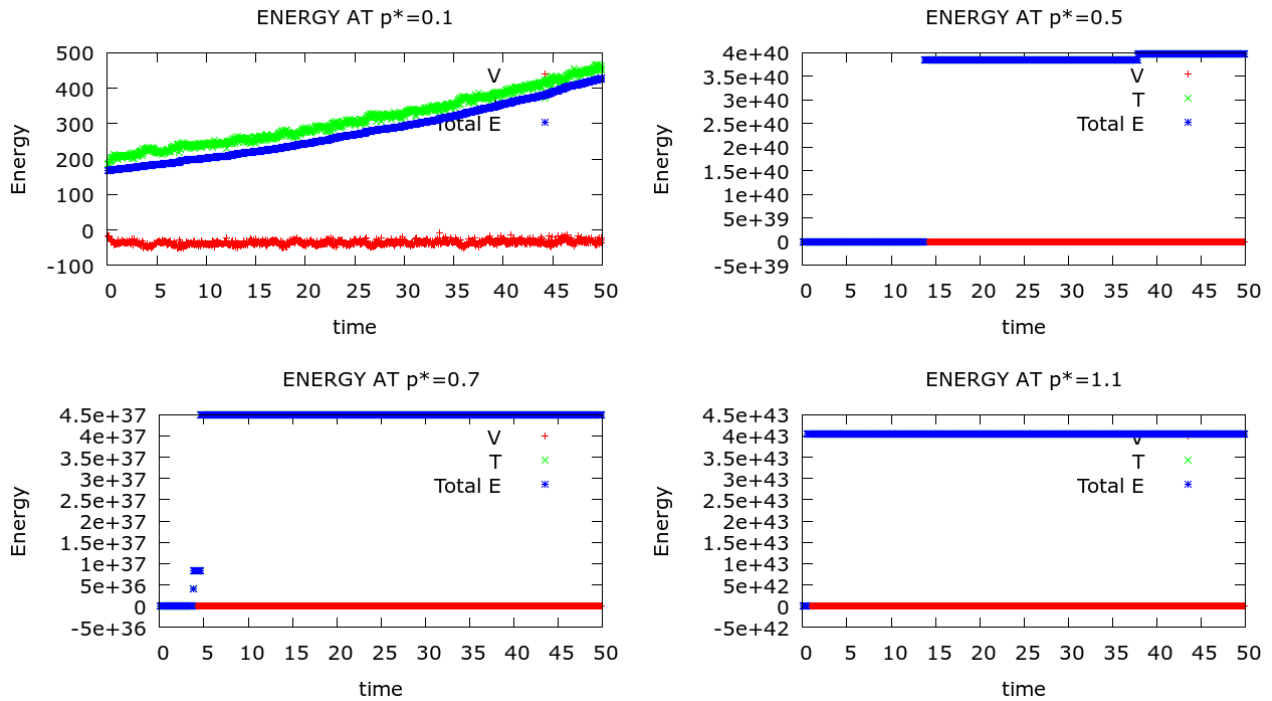 ENERGY AT p*=0.1
500
400
300
200
100
0
-100
Energy
V
T
Total E
0 5 10 15 20 25 30 35 40 45 50
time
ENERGY AT p*=0.5
4e+40
3.5e+40
3e+40
2.5e+40
2e+40
1.5e+40
1e+40
5e+39
0
-5e+39
Energy
V
T
Total E
0 5 10 15 20 25 30 35 40 45 50
time
ENERGY AT p*=0.7
4.5e+37
4e+37
3.5e+37
3e+37
2.5e+37
2e+37
1.5e+37
1e+37
5e+36
0
-5e+36
Energy
V
T
Total E
0 5 10 15 20 25 30 35 40 45 50
time
ENERGY AT p*=1.1
4.5e+43
4e+43
3.5e+43
3e+43
2.5e+43
2e+43
1.5e+43
1e+43
5e+42
0
-5e+42
Energy
V
T
Total E
0 5 10 15 20 25 30 35 40 45 50
time